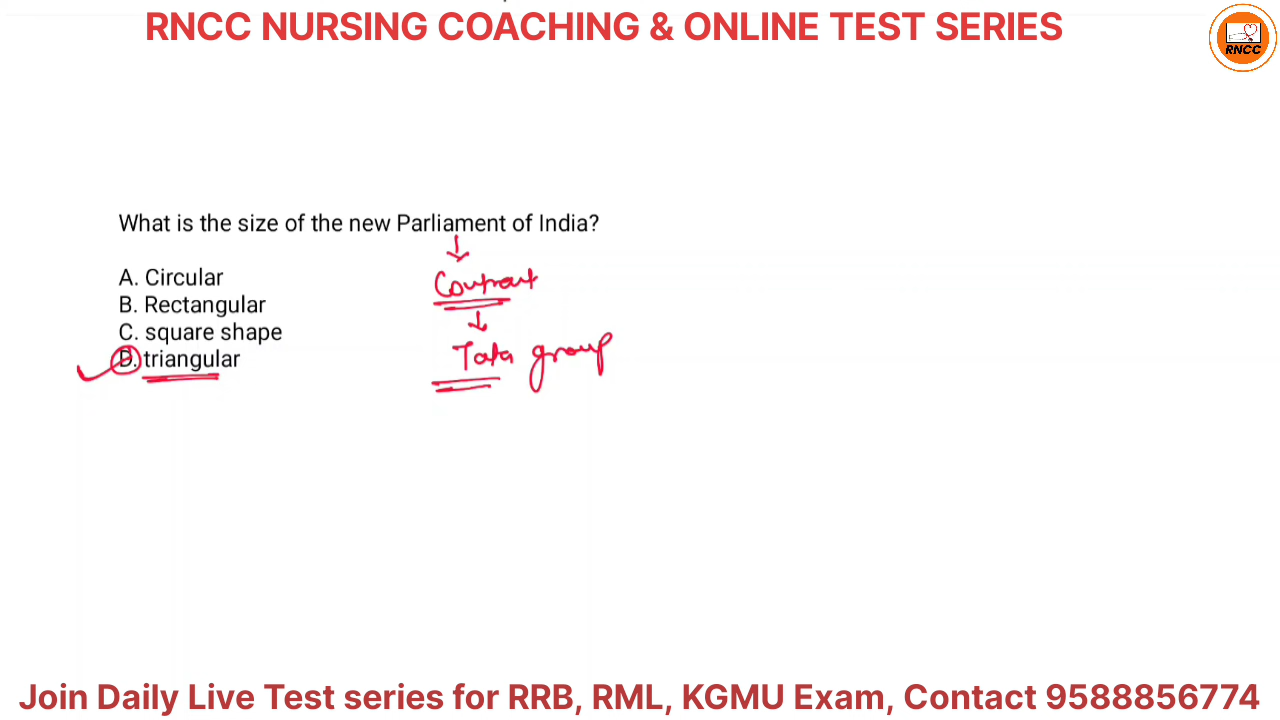 RNCC NURSING COACHING & ONLINE TEST SERIES
RNCC
What is the size of the new Parliament of India?
A. Circular
B. Rectangular
C. square shape
D. triangular
Contract
Tata group
Join Daily Live Test series for RRB, RML, KGMU Exam, Contact 9588856774